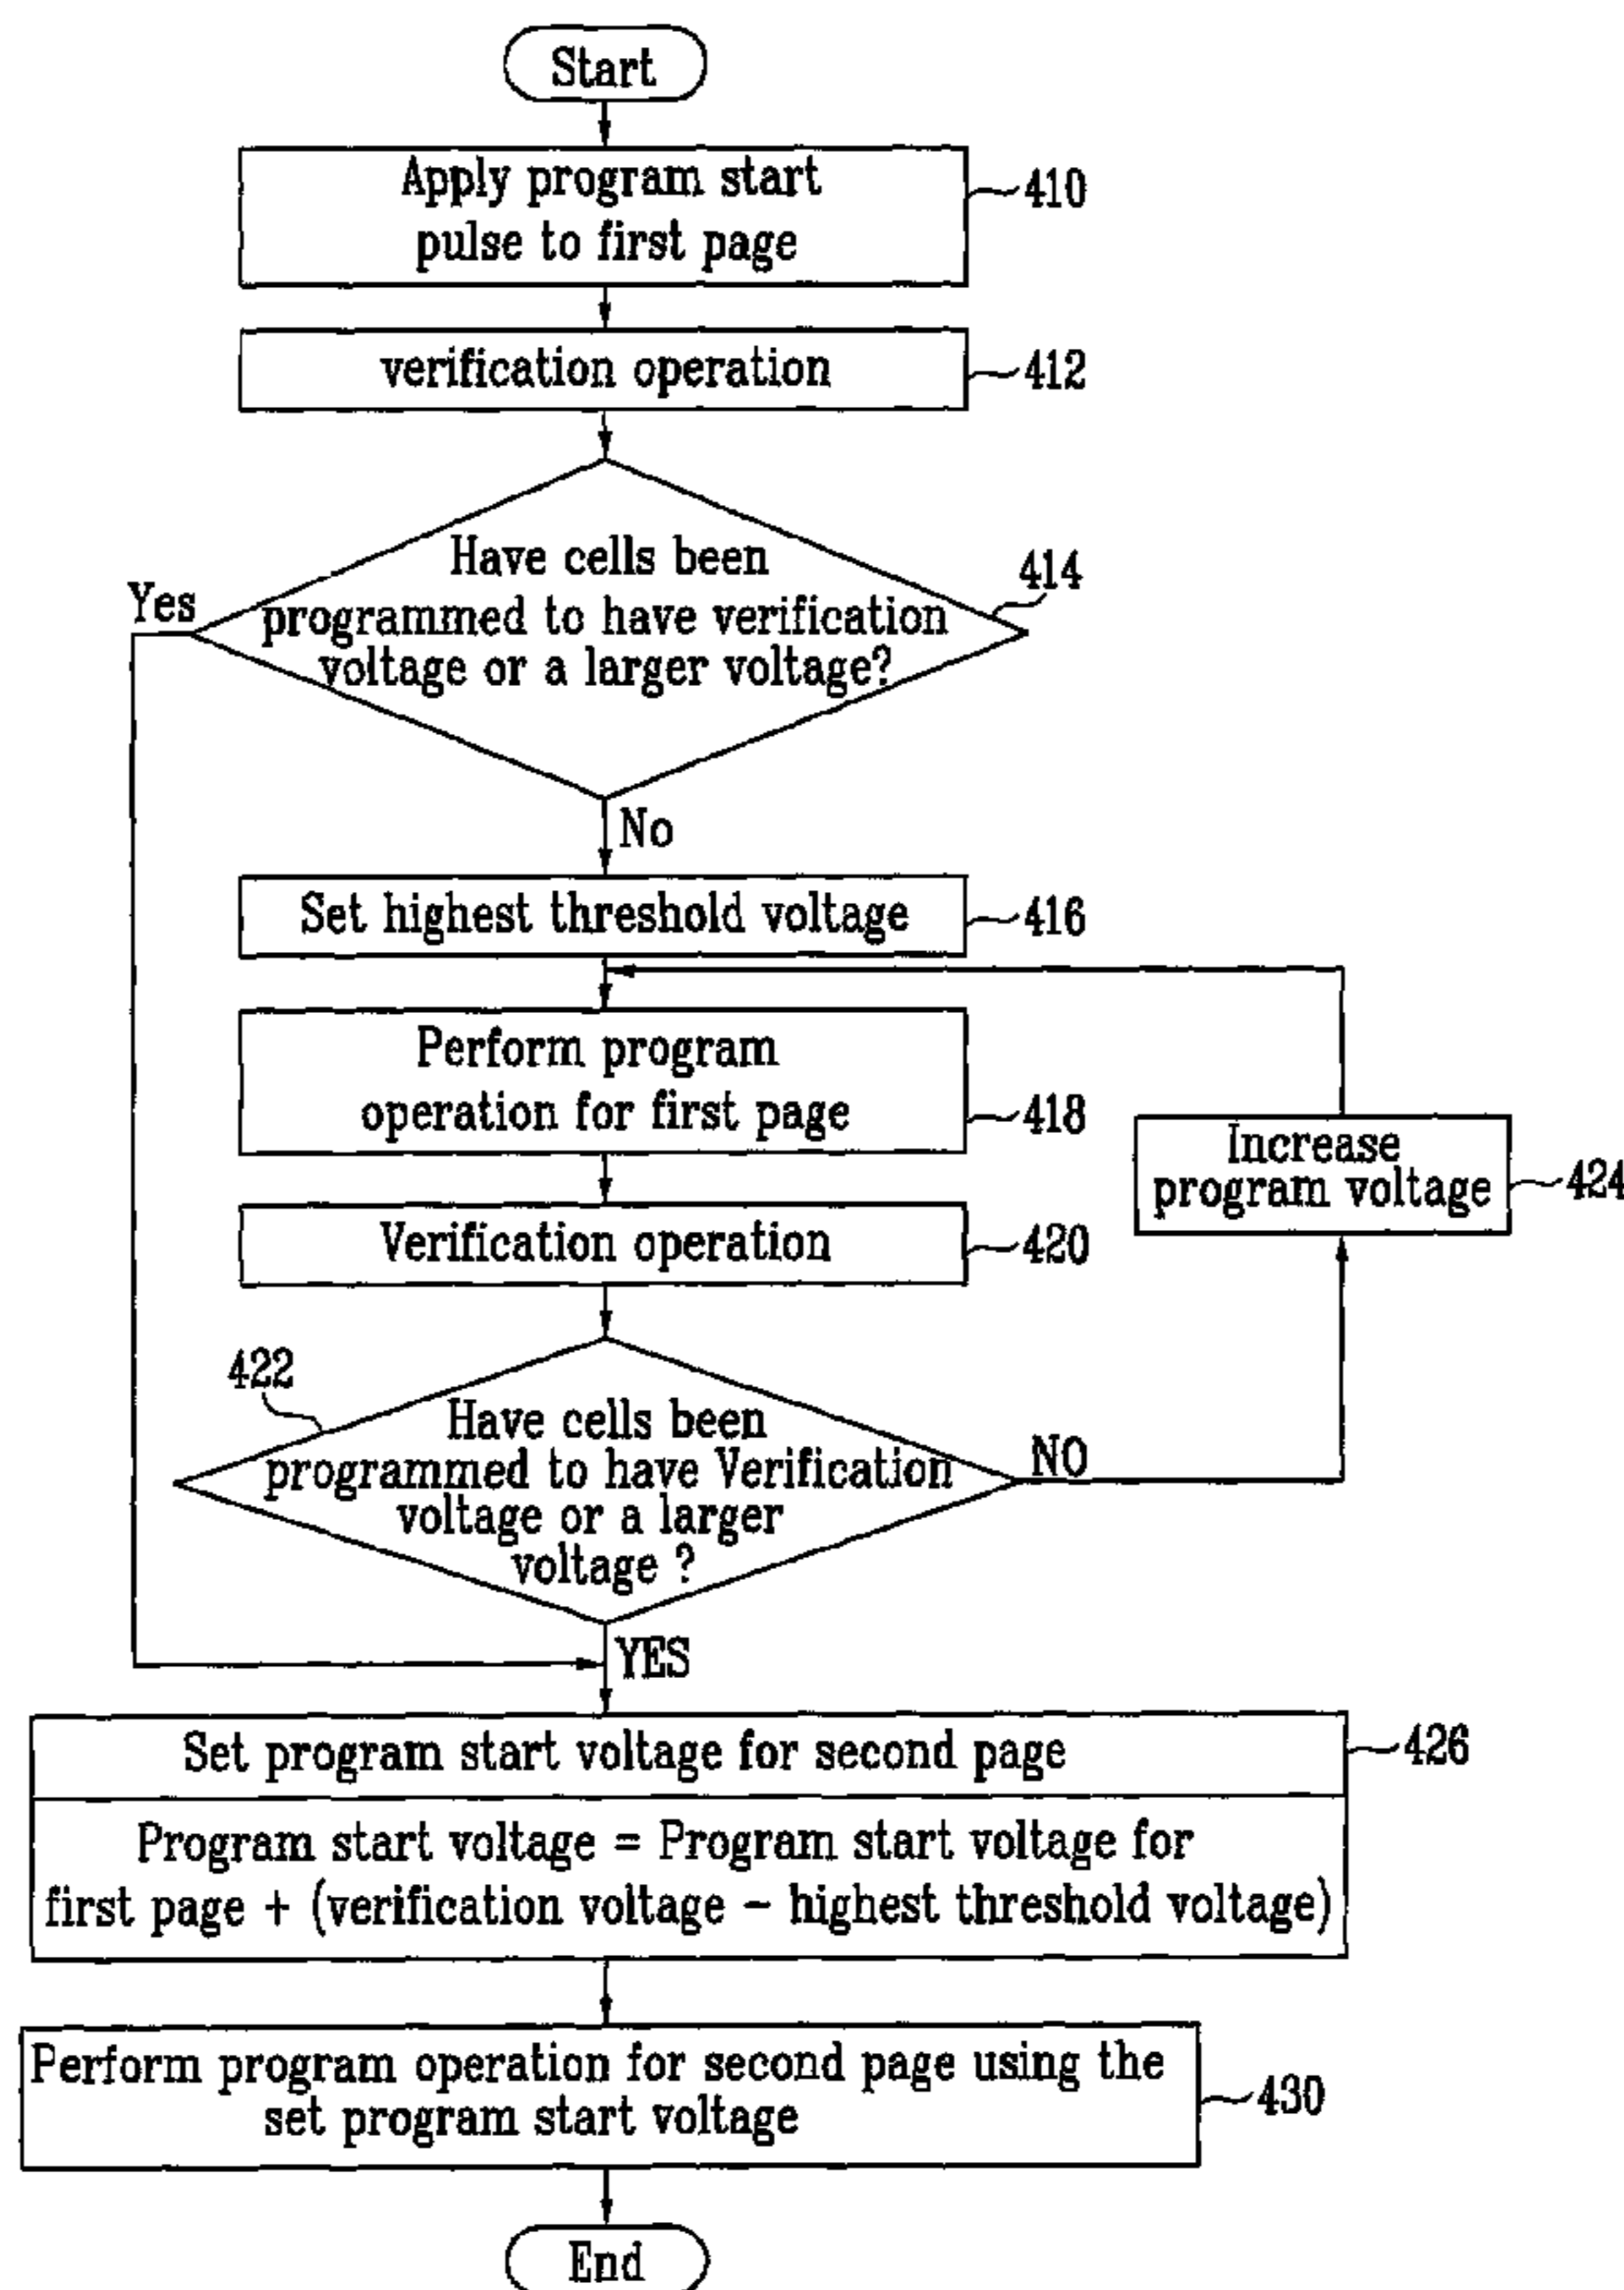 Start
Apply program start
pulse to first page
410
verification operation
412
Have cells been
programmed to have verification
voltage or a larger voltage?
414
Yes
No
Set highest threshold voltage
416
Perform program
operation for first page
418
Increase
program voltage
424
Verification operation
420
422
Have cells been
programmed to have Verification
voltage or a larger
voltage ?
NO
YES
Set program start voltage for second page
426
Program start voltage = Program start voltage for
first page + (verification voltage - highest threshold voltage)
Perform program operation for second page using the
set program start voltage
430
End